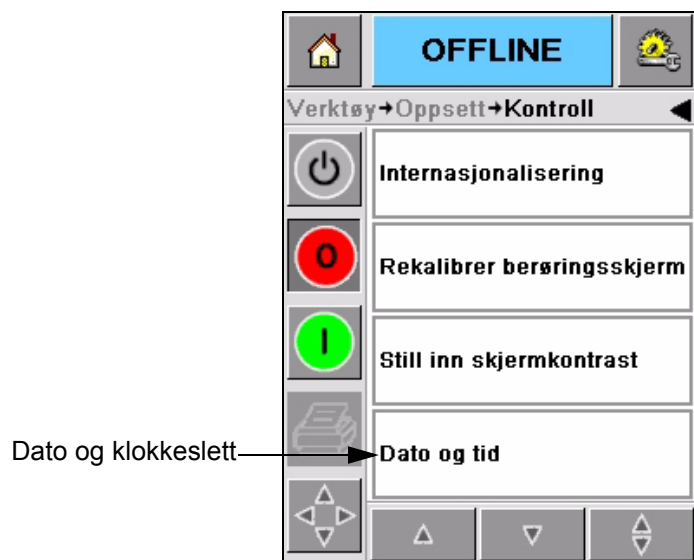 OFFLINE
Verktøy→Oppsett→Kontroll
Internasjonalisering
O
Rekalibrer berøringsskjerm
I
Still inn skjermkontrast
Dato og klokkeslett
Dato og tid